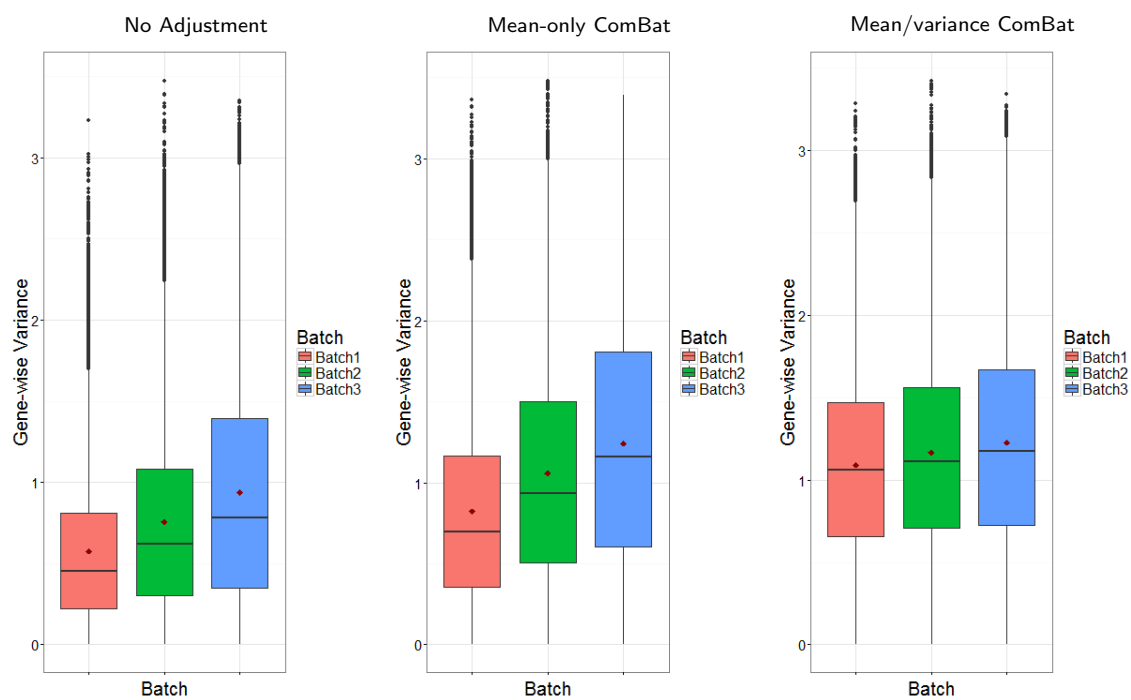 No Adjustment
Gene-wise Variance
3
2
1
0
Batch
Batch
Batch1
Batch2
Batch3
Mean-only ComBat
Gene-wise Variance
3
2
1
0
Batch
Batch
Batch1
Batch2
Batch3
Mean/variance ComBat
Gene-wise Variance
3
2
1
0
Batch
Batch
Batch1
Batch2
Batch3